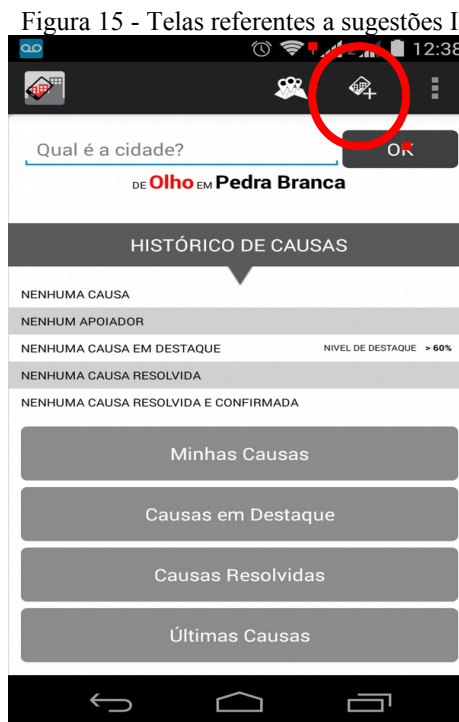 Figura 15 - Telas referentes a sugestões I
12:38
Qual é a cidade?
OK
DE Olho EM Pedra Branca
HISTÓRICO DE CAUSAS
NENHUMA CAUSA
NENHUM APOIADOR
NENHUMA CAUSA EM DESTAQUE NIVEL DE DESTAQUE > 60%
NENHUMA CAUSA RESOLVIDA
NENHUMA CAUSA RESOLVIDA E CONFIRMADA
Minhas Causas
Causas em Destaque
Causas Resolvidas
Últimas Causas